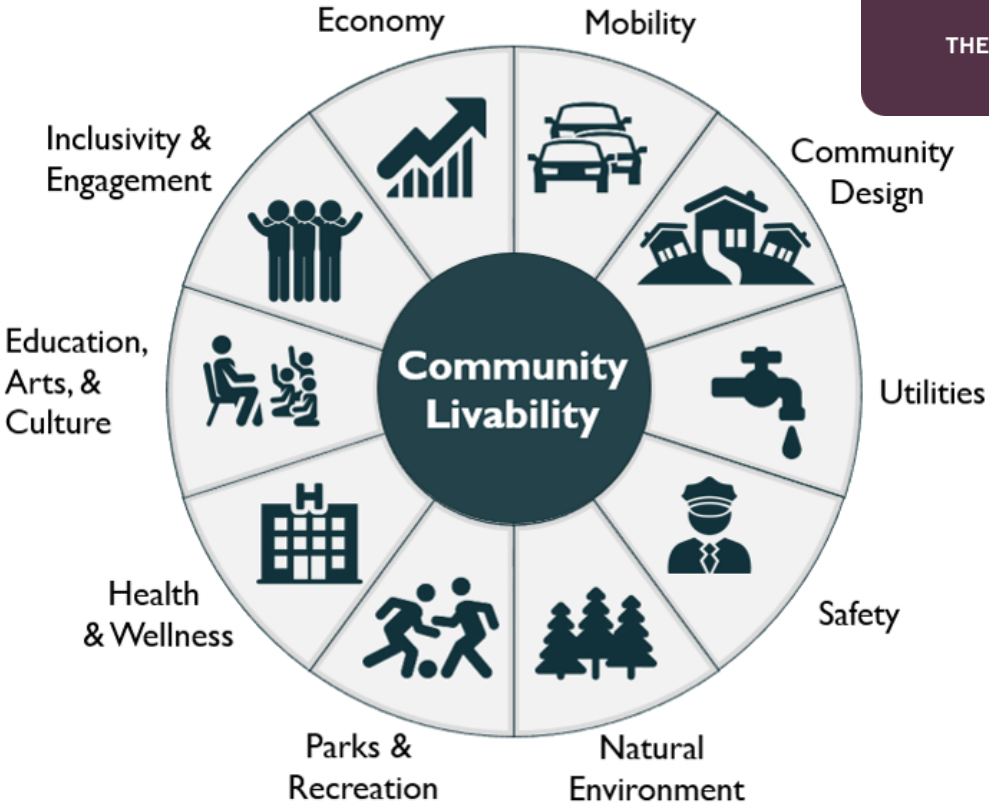 Economy
Mobility
THE
Inclusivity &
Engagement
Community
Design
Education,
Arts, &
Culture
Community
Livability
Utilities
Health
& Wellness
Safety
Parks &
Recreation
Natural
Environment
H